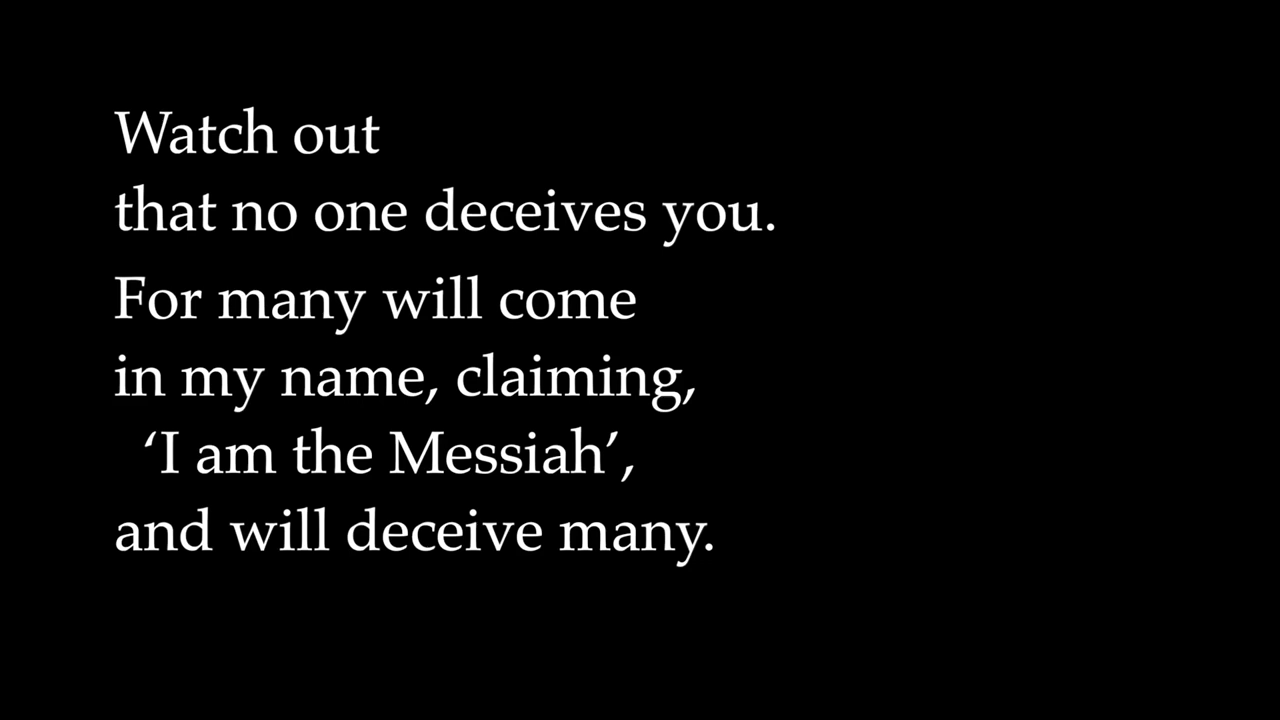 Watch out
that no one deceives you.
For many will come
in my name, claiming,
‘I am the Messiah’,
and will deceive many.